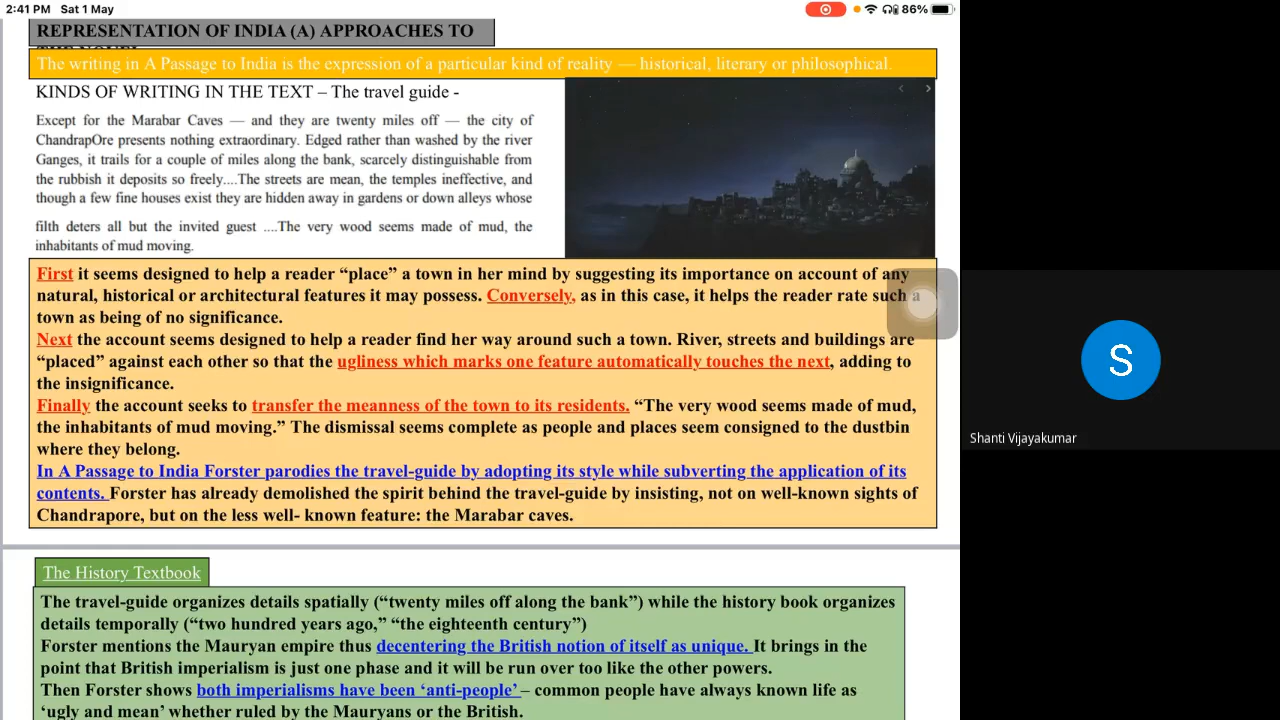 2:41 PM Sat 1 May
86%
REPRESENTATION OF INDIA (A) APPROACHES TO
The writing in A Passage to India is the expression of a particular kind of reality — historical, literary or philosophical.
KINDS OF WRITING IN THE TEXT – The travel guide -
Except for the Marabar Caves — and they are twenty miles off — the city of
ChandrapOre presents nothing extraordinary. Edged rather than washed by the river
Ganges, it trails for a couple of miles along the bank, scarcely distinguishable from
the rubbish it deposits so freely....The streets are mean, the temples ineffective, and
though a few fine houses exist they are hidden away in gardens or down alleys whose
filth deters all but the invited guest ....The very wood seems made of mud, the
inhabitants of mud moving.
First it seems designed to help a reader “place” a town in her mind by suggesting its importance on account of any
natural, historical or architectural features it may possess. Conversely, as in this case, it helps the reader rate such a
town as being of no significance.
Next the account seems designed to help a reader find her way around such a town. River, streets and buildings are
“placed” against each other so that the ugliness which marks one feature automatically touches the next, adding to
the insignificance.
Finally the account seeks to transfer the meanness of the town to its residents. “The very wood seems made of mud,
the inhabitants of mud moving.” The dismissal seems complete as people and places seem consigned to the dustbin
where they belong.
In A Passage to India Forster parodies the travel-guide by adopting its style while subverting the application of its
contents. Forster has already demolished the spirit behind the travel-guide by insisting, not on well-known sights of
Chandrapore, but on the less well- known feature: the Marabar caves.
The History Textbook
The travel-guide organizes details spatially (“twenty miles off along the bank”) while the history book organizes
details temporally (“two hundred years ago,” “the eighteenth century”)
Forster mentions the Mauryan empire thus decentering the British notion of itself as unique. It brings in the
point that British imperialism is just one phase and it will be run over too like the other powers.
Then Forster shows both imperialisms have been ‘anti-people’ – common people have always known life as
‘ugly and mean’ whether ruled by the Mauryans or the British.
S
Shanti Vijayakumar